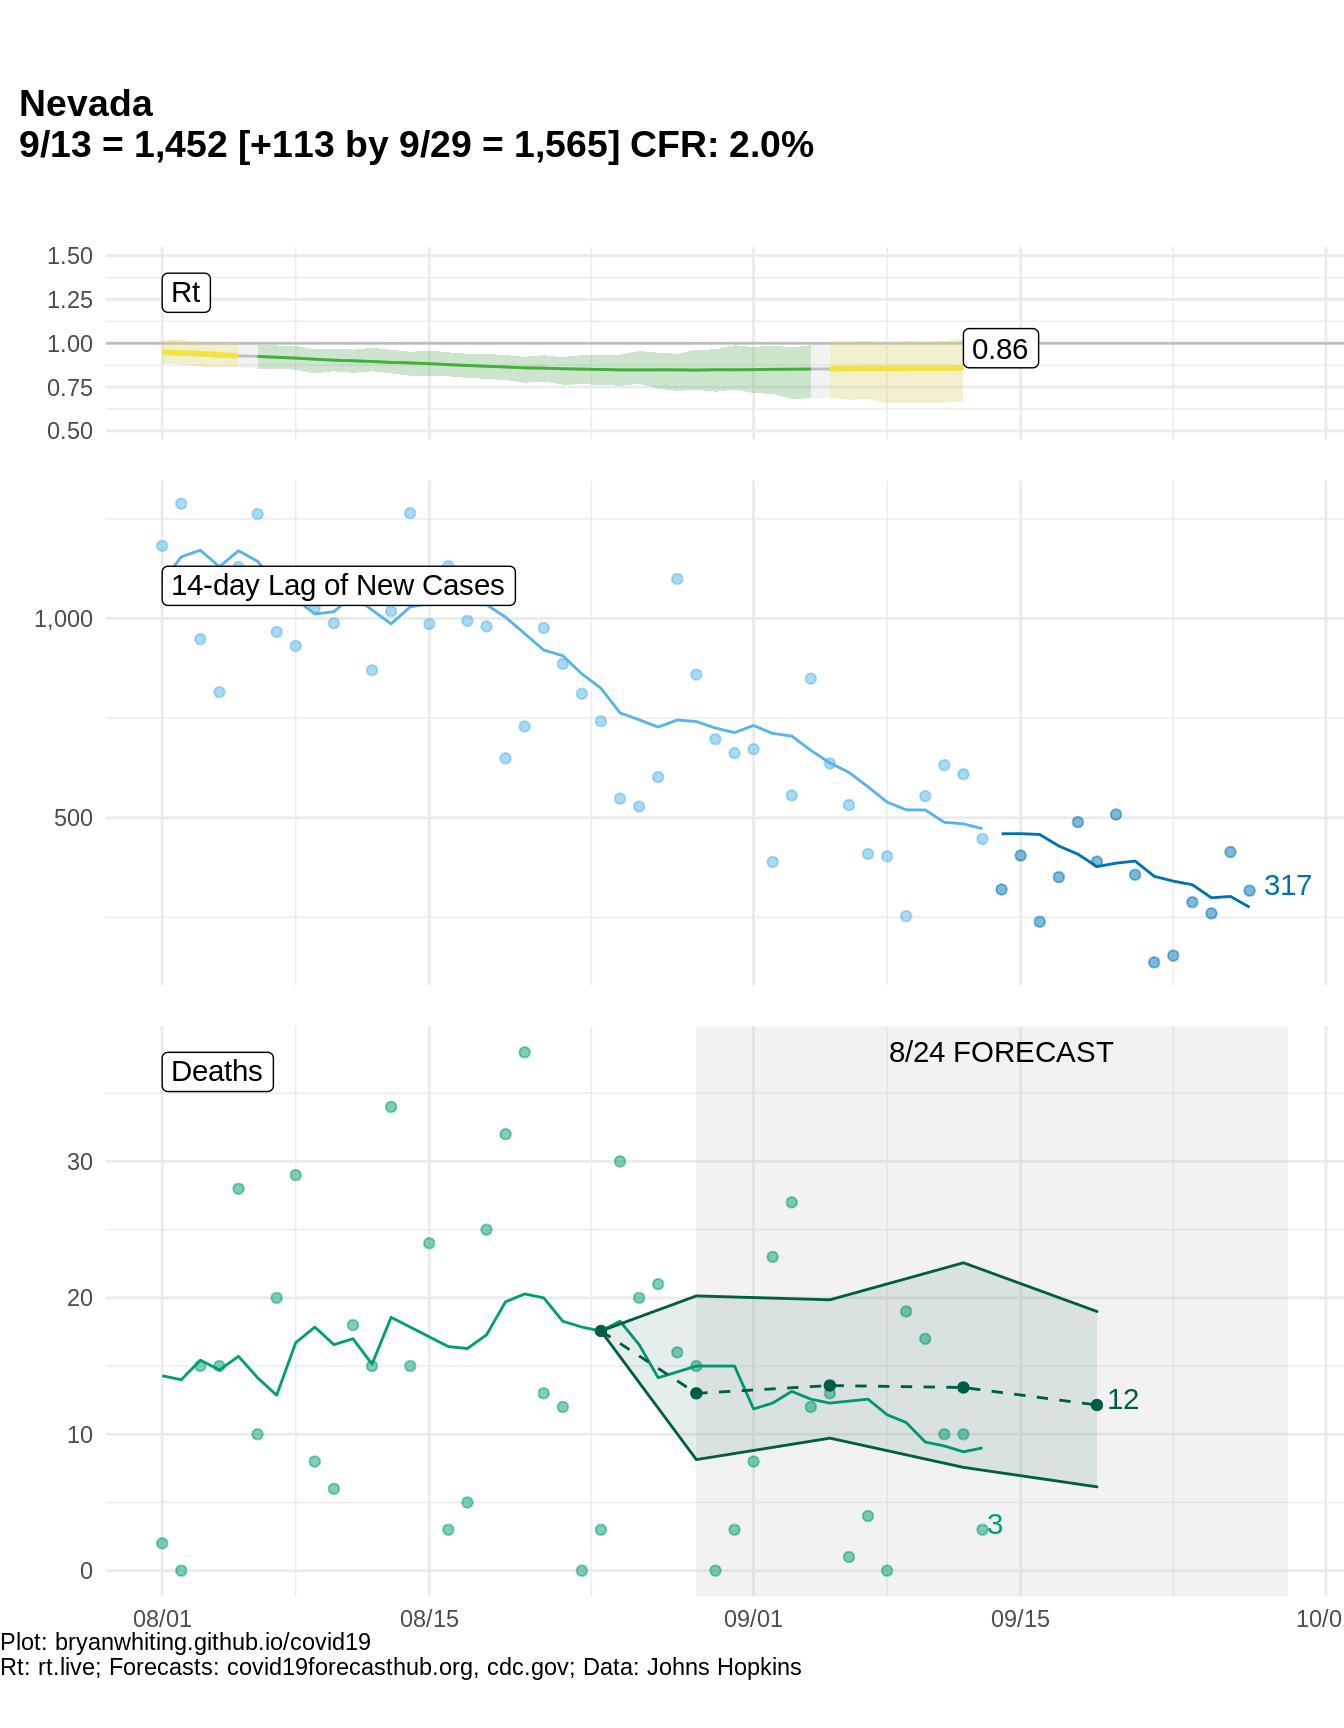 Nevada
9/13 = 1,452 [+113 by 9/29 = 1,565] CFR: 2.0%
1.50
1.25
1.00
0.75
0.50
Rt
0.86
1,000
500
14-day Lag of New Cases
317
30
20
10
0
Deaths
8/24 FORECAST
12
3
08/01
08/15
09/01
09/15
10/0
Plot: bryanwhiting.github.io/covid19
Rt: rt.live; Forecasts: covid19forecasthub.org, cdc.gov; Data: Johns Hopkins